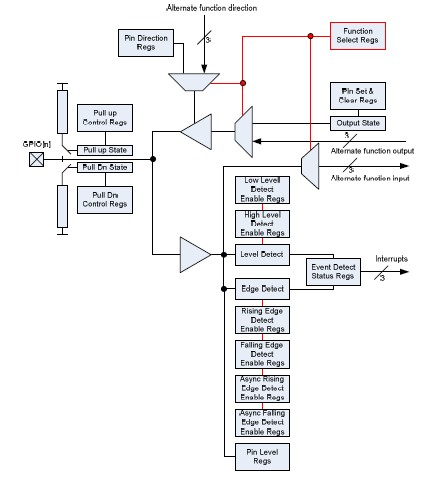 Alternate function direction
3
Pin Direction
Regs
Function
Select Regs
Pin Set &
Clear Regs
Output State
3
Alternate function output
3
Alternate function input
Pull up
Control Regs
GPIO[n]
Pull up State
Pull Dn State
Pull Dn
Control Regs
Low Level
Detect
Enable Regs
High Level
Detect
Enable Regs
Level Detect
Edge Detect
Event Detect
Status Regs
Interrupts
3
Rising Edge
Detect
Enable Regs
Falling Edge
Detect
Enable Regs
Async Rising
Edge Detect
Enable Regs
Async Falling
Edge Detect
Enable Regs
Pin Level
Regs